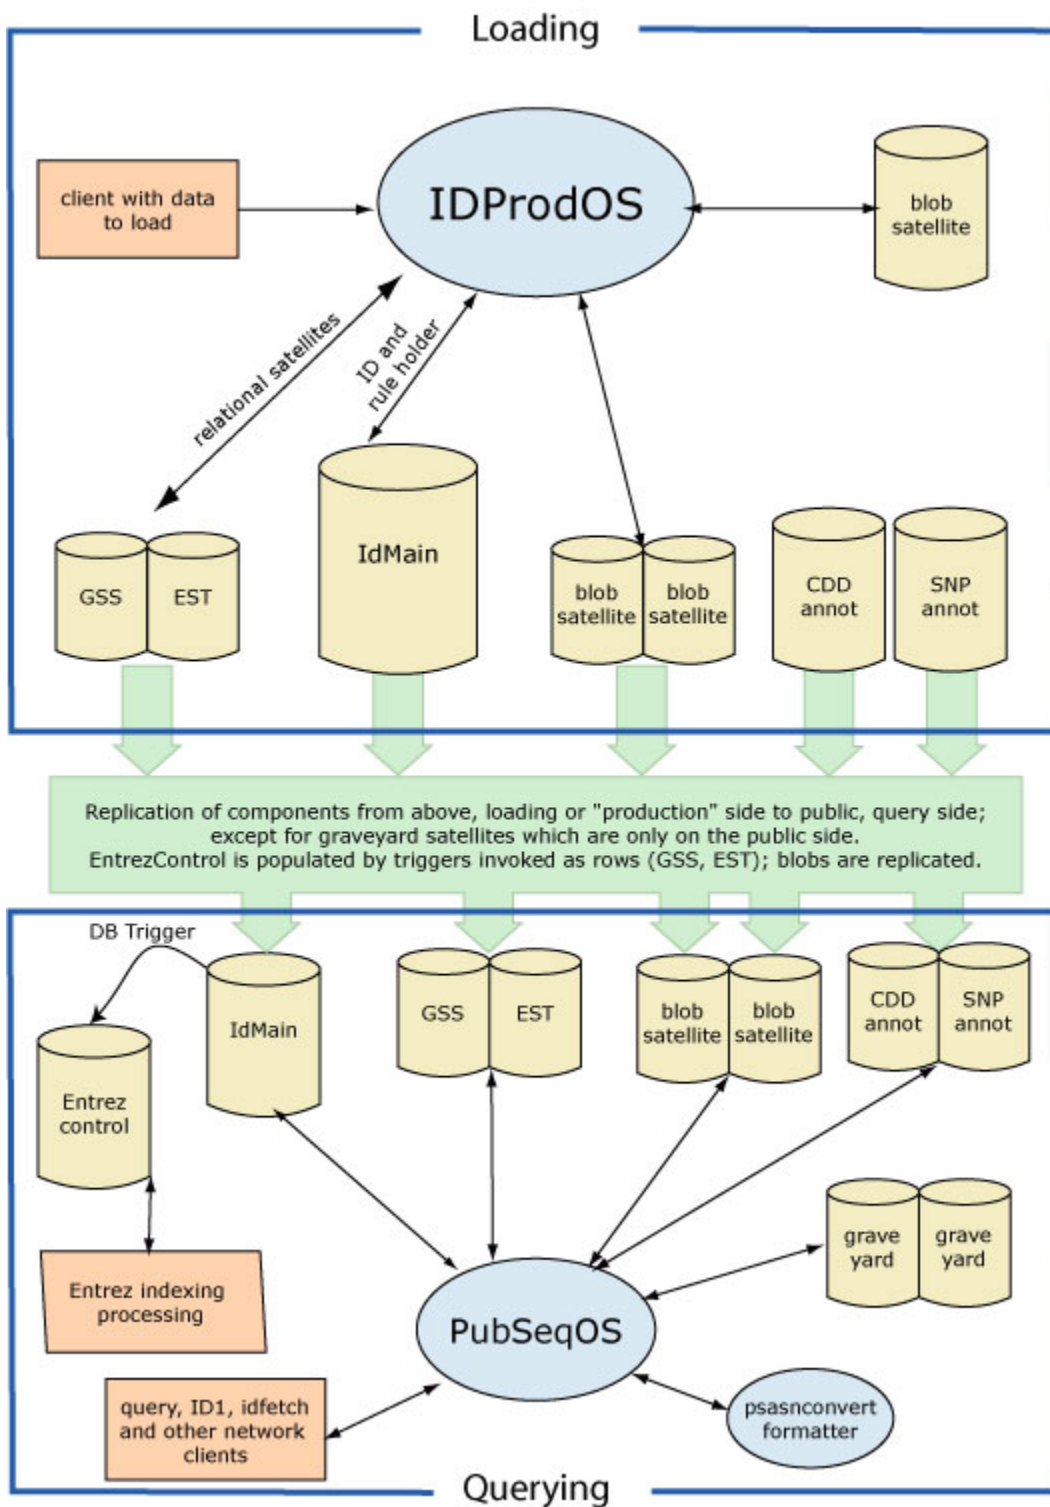 Loading
client with data
to load
IDProdOS
blob
satellite
relational satellites
ID and
rule holder
GSS
EST
IdMain
blob
satellite
blob
satellite
CDD
annot
SNP
annot
Replication of components from above, loading or "production" side to public, query side;
except for graveyard satellites which are only on the public side.
EntrezControl is populated by triggers invoked as rows (GSS, EST); blobs are replicated.
DB Trigger
IdMain
GSS
EST
blob
satellite
blob
satellite
CDD
annot
SNP
annot
Entrez
control
grave
yard
grave
yard
Entrez indexing
processing
PubSeqOS
query, ID1, idfetch
and other network
clients
psasnconvert
formatter
Querying